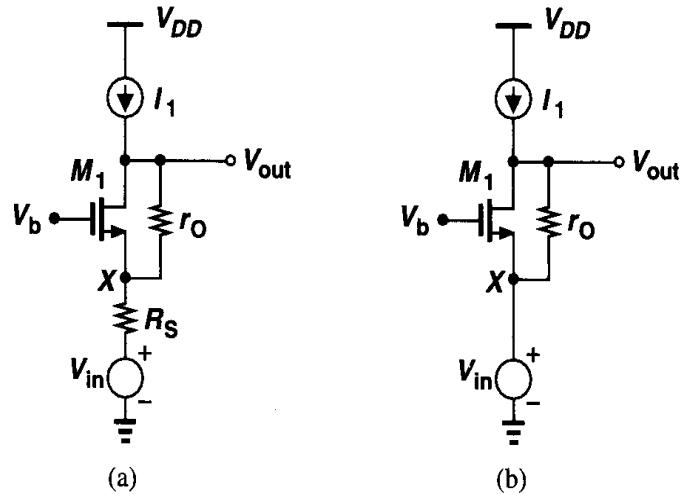 V_DD V_DD
I_1 I_1
M_1 V_out M_1 V_out
V_b r_O V_b r_O
X X
R_S
V_in + − V_in + −
(a) (b)